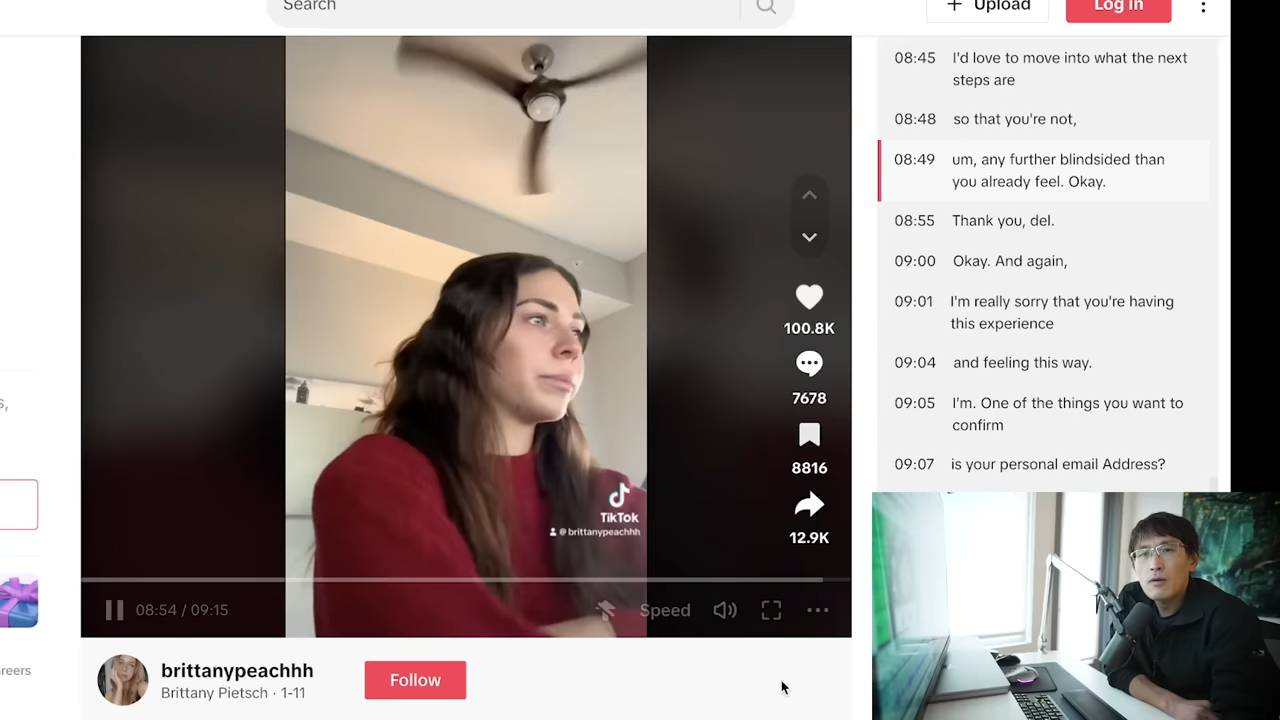 Search
+ Upload
Log in
08:45 I'd love to move into what the next
steps are
08:48 so that you're not,
08:49 um, any further blindsided than
you already feel. Okay.
08:55 Thank you, del.
09:00 Okay. And again,
09:01 I'm really sorry that you're having
this experience
09:04 and feeling this way.
09:05 I'm. One of the things you want to
confirm
09:07 is your personal email Address?
100.8K
7678
8816
12.9K
TikTok
@brittanypeachhh
08:54 / 09:15
Speed
brittanypeachhh
Brittany Pietsch · 1-11
Follow
s,
reers